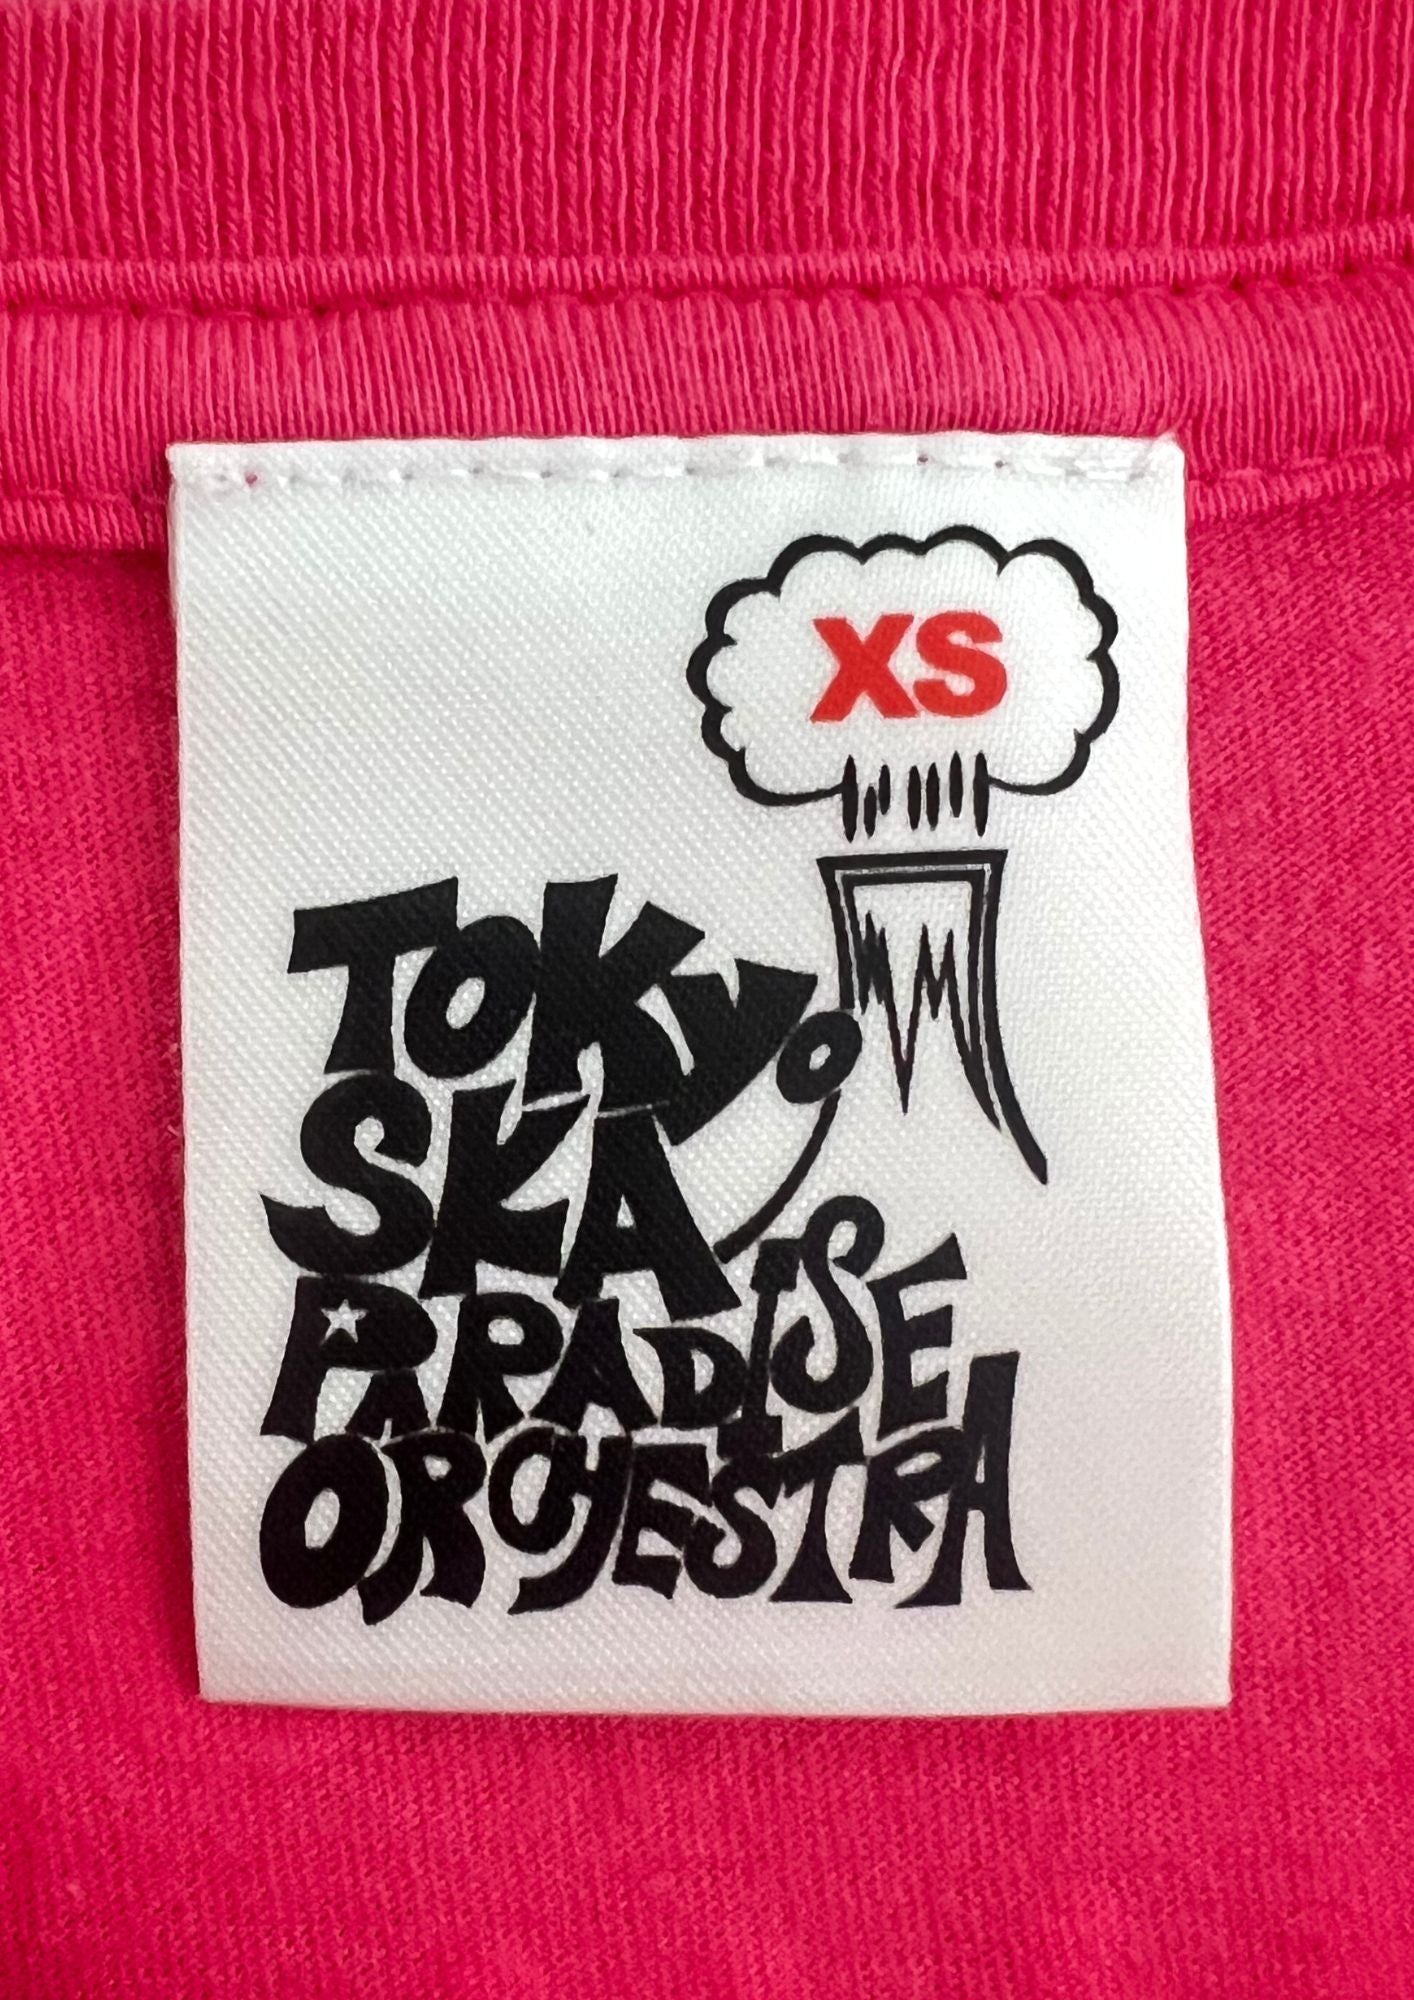 XS
TOKyo
SKA
PARADISE
ORCHESTRA